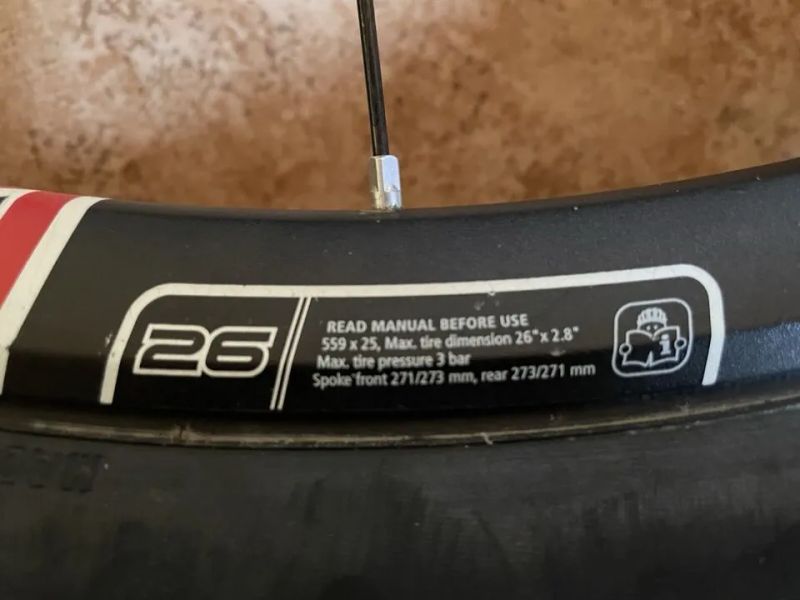 26
READ MANUAL BEFORE USE
559 x 25, Max. tire dimension 26" x 2.8"
Max. tire pressure 3 bar
Spoke front 271/273 mm, rear 273/271 mm
i